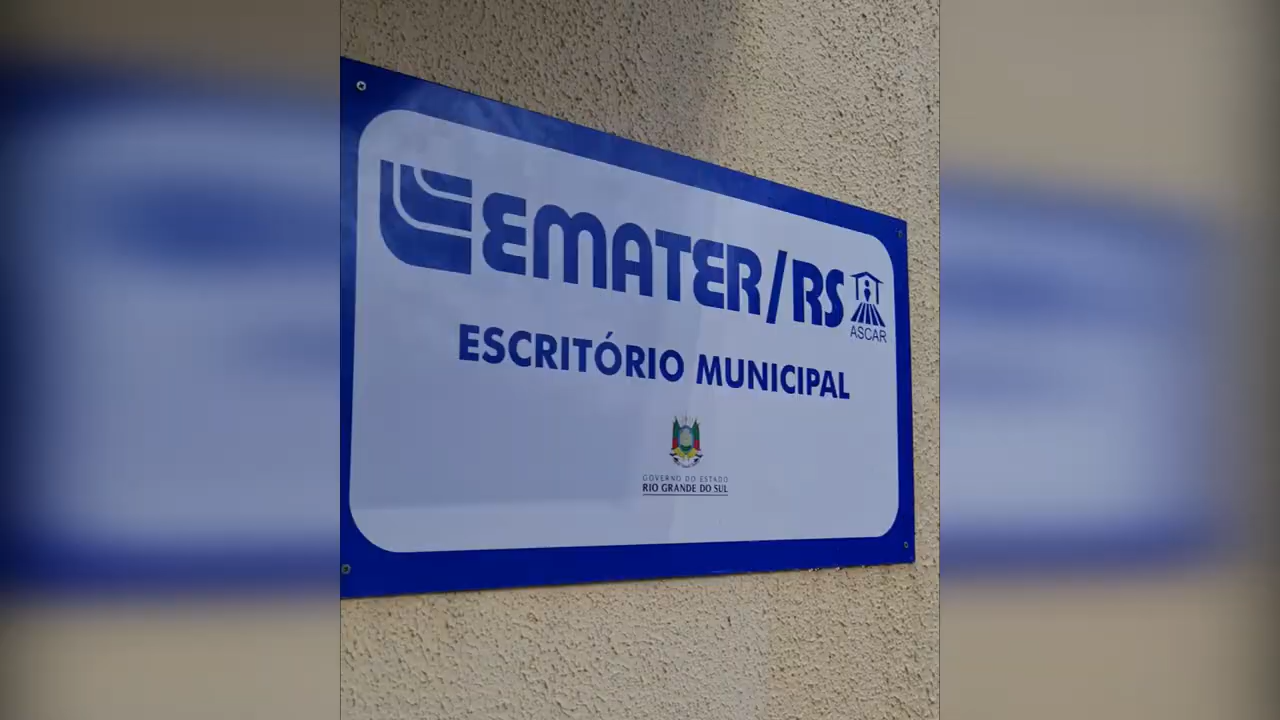 EMATER/RS
ASCAR
ESCRITÓRIO MUNICIPAL
GOVERNO DO ESTADO
RIO GRANDE DO SUL